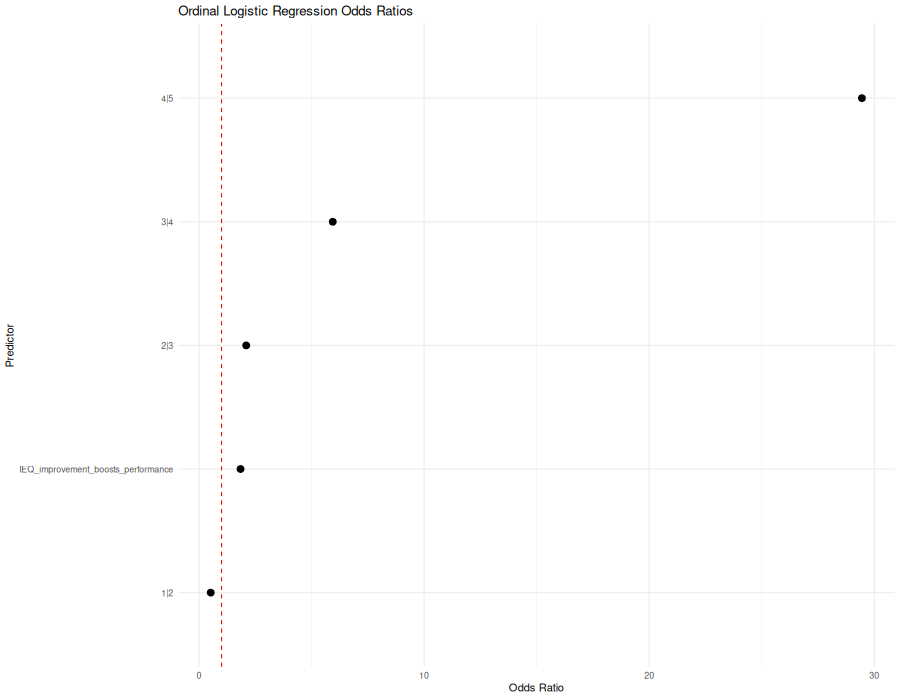 Ordinal Logistic Regression Odds Ratios
4|5
3|4
2|3
IEQ_improvement_boosts_performance
1|2
Predictor
0
10
20
30
Odds Ratio